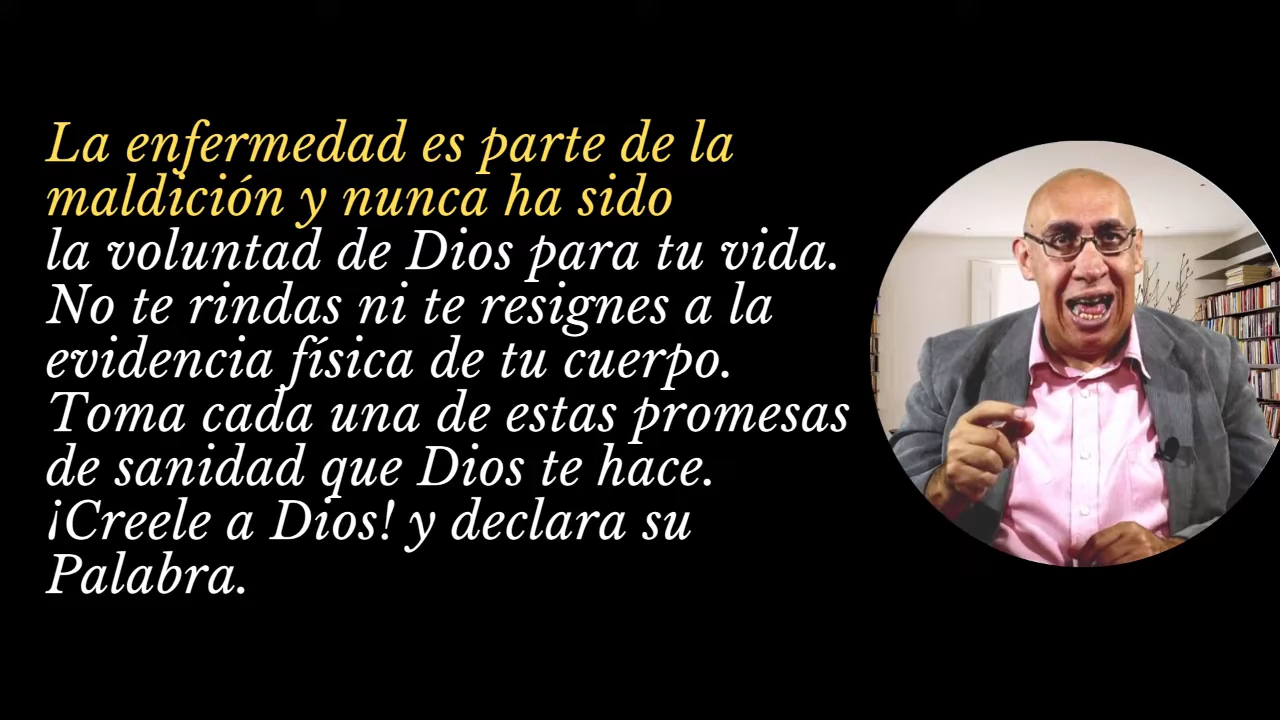 La enfermedad es parte de la
maldición y nunca ha sido
la voluntad de Dios para tu vida.
No te rindas ni te resignes a la
evidencia física de tu cuerpo.
Toma cada una de estas promesas
de sanidad que Dios te hace.
¡Creele a Dios! y declara su
Palabra.